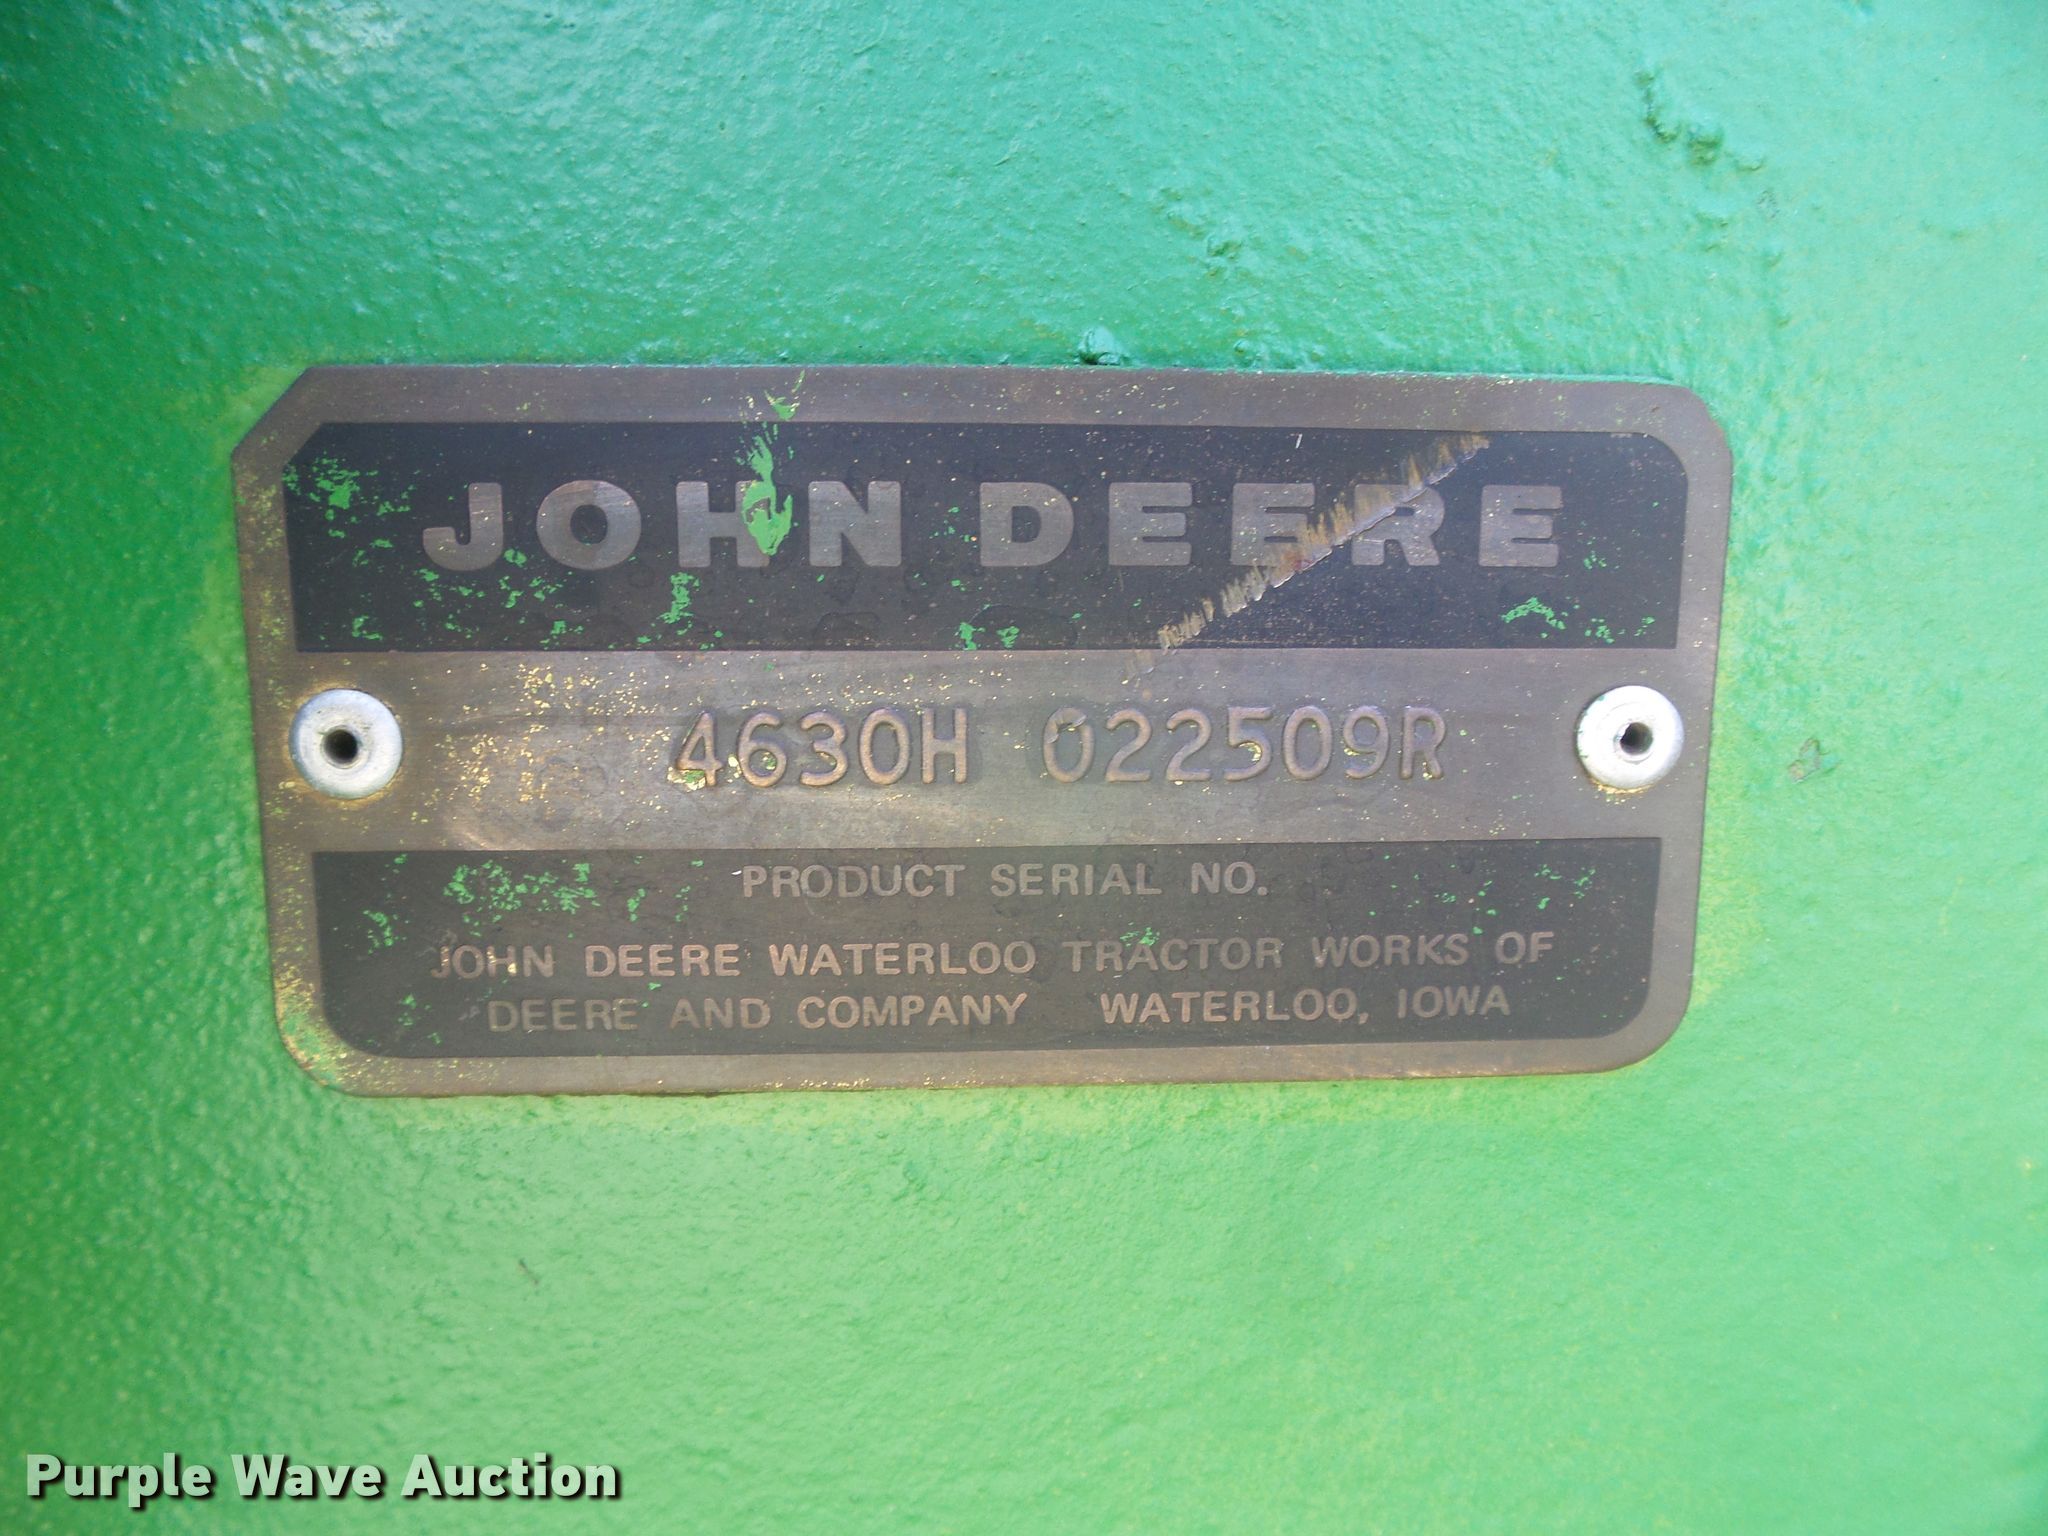 JOHN DEERE
4630H 022509R
PRODUCT SERIAL NO.
JOHN DEERE WATERLOO TRACTOR WORKS OF
DEERE AND COMPANY WATERLOO, IOWA
Purple Wave Auction